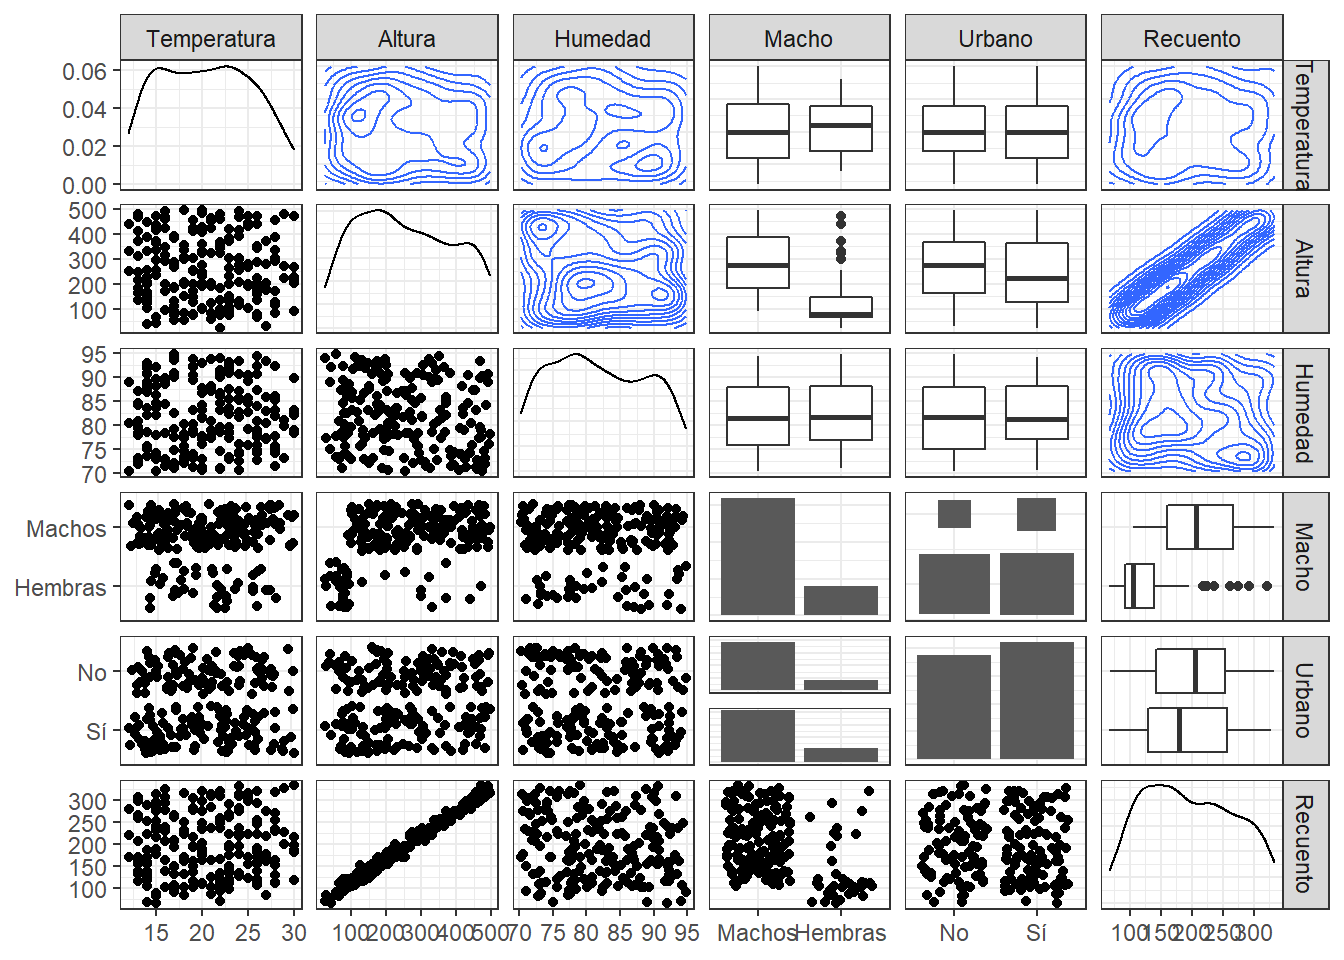 Temperatura Altura Humedad Macho Urbano Recuento
0.06
0.04
0.02
0.00
Temperatura
500
400
300
200
100
Altura
95
90
85
80
75
70
Humedad
Machos
Hembras
Macho
No
Sí
Urbano
300
250
200
150
100
Recuento
15 20 25 30 100 200 300 400 500 70 75 80 85 90 95 Machos Hembras No Sí 100 150 200 250 300